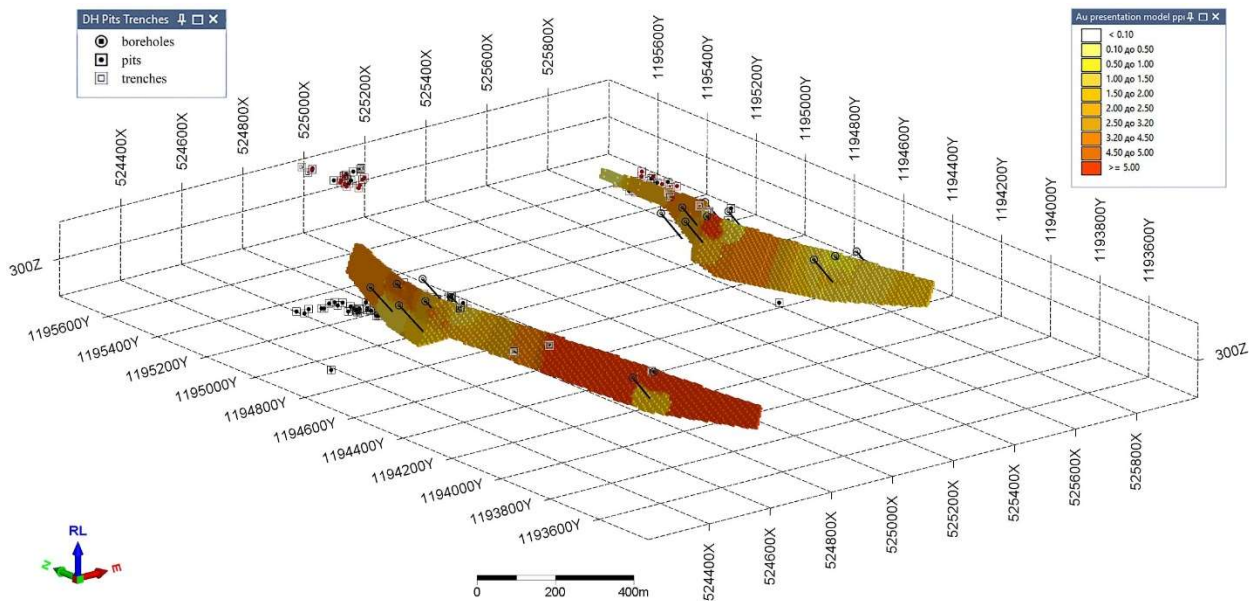 DH Pits Trenches
boreholes
pits
trenches
Au presentation model ppm
< 0.10
0.10 до 0.50
0.50 до 1.00
1.00 до 1.50
1.50 до 2.00
2.00 до 2.50
2.50 до 3.20
3.20 до 4.50
4.50 до 5.00
>= 5.00
524400X
524600X
524800X
525000X
525200X
525400X
525600X
525800X
1195600Y
1195400Y
1195200Y
1195000Y
1194800Y
1194600Y
1194400Y
1194200Y
1194000Y
1193800Y
1193600Y
300Z
300Z
1195600Y
1195400Y
1195200Y
1195000Y
1194800Y
1194600Y
1194400Y
1194200Y
1194000Y
1193800Y
1193600Y
524400X
524600X
524800X
525000X
525200X
525400X
525600X
525800X
RL
N
E
0 200 400m